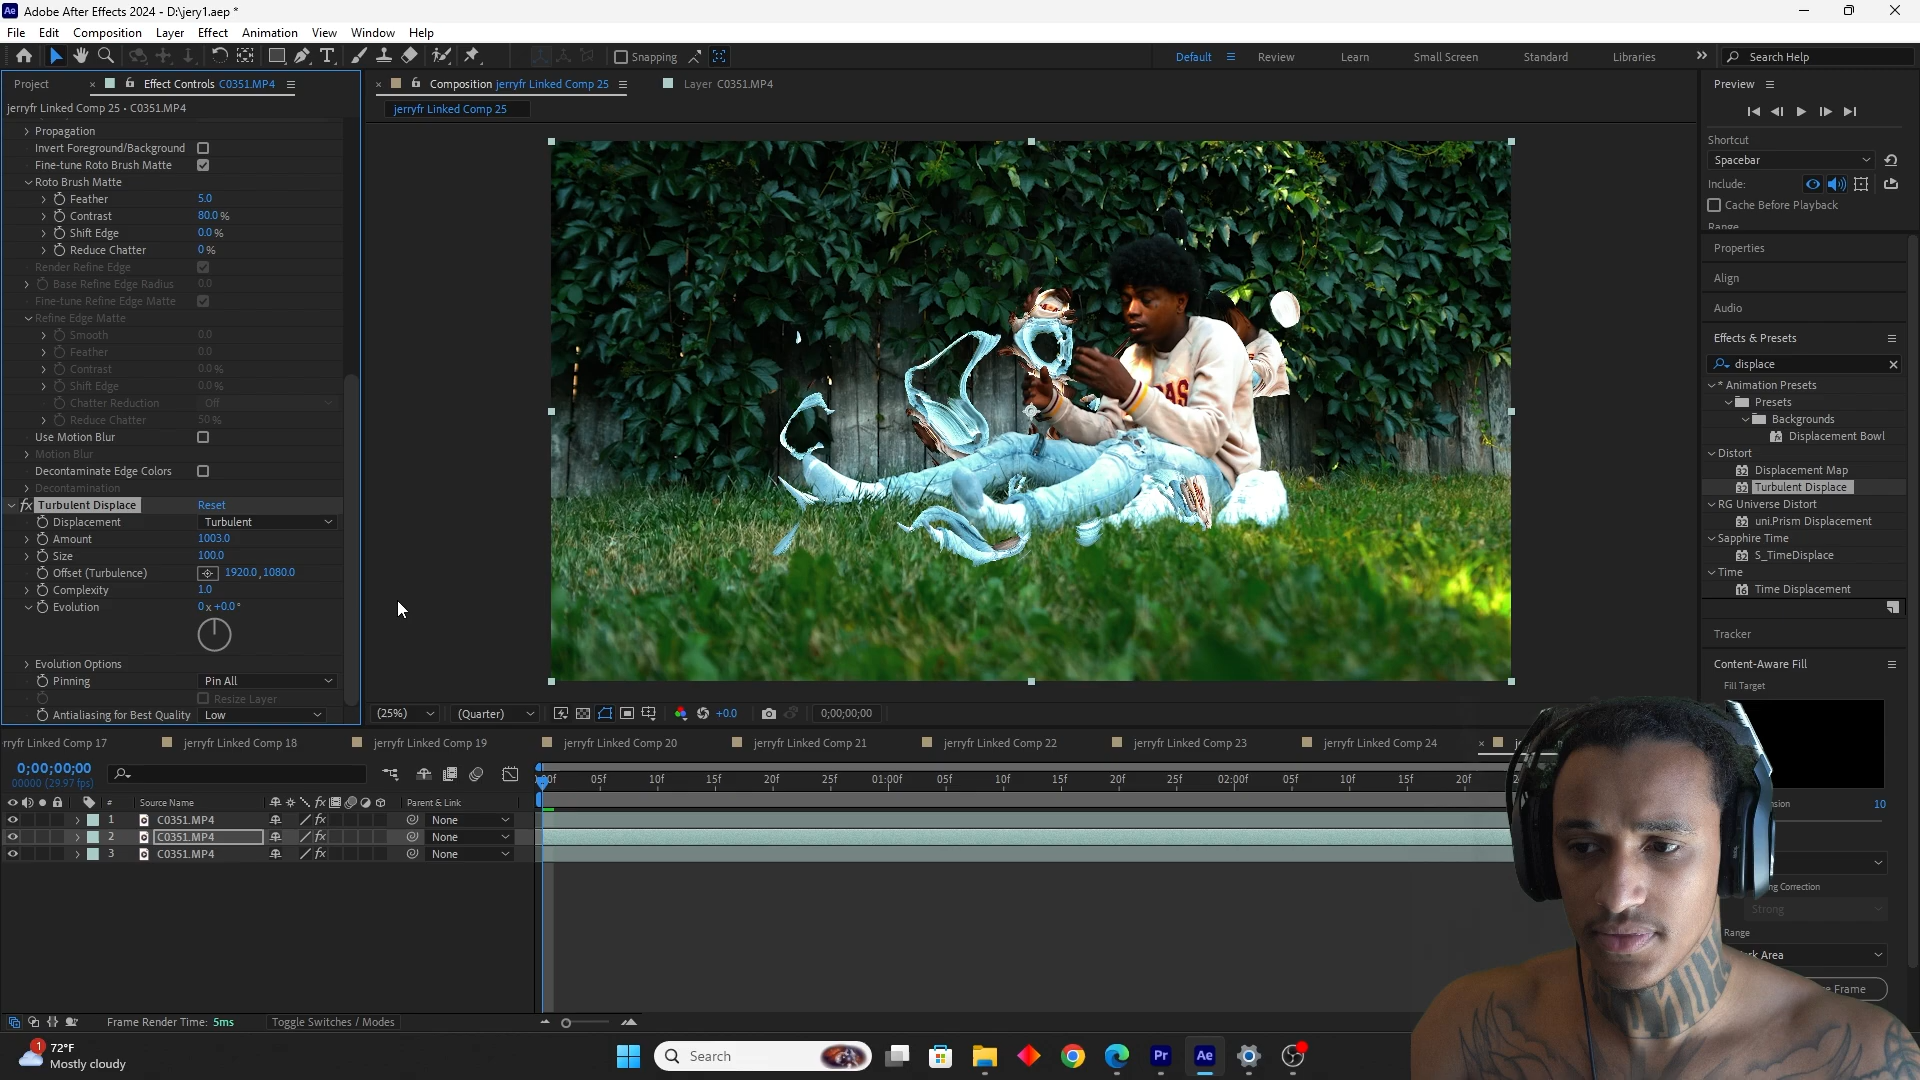 Adobe After Effects 2024 - D:\jery1.aep *
File Edit Composition Layer Effect Animation View Window Help
Snapping
Default Review Learn Small Screen Standard Libraries Search Help
Project Effect Controls C0351.MP4
jerryfr Linked Comp 25 • C0351.MP4
Propagation
Invert Foreground/Background
Fine-tune Roto Brush Matte
Roto Brush Matte
Feather 5.0
Contrast 80.0 %
Shift Edge 0.0 %
Reduce Chatter 0 %
Render Refine Edge
Base Refine Edge Radius 0.0
Fine-tune Refine Edge Matte
Refine Edge Matte
Smooth 0.0
Feather 0.0
Contrast 0.0 %
Shift Edge 0.0 %
Chatter Reduction Off
Reduce Chatter 50 %
Use Motion Blur
Motion Blur
Decontaminate Edge Colors
Decontamination
fx Turbulent Displace Reset
Displacement Turbulent
Amount 1003.0
Size 100.0
Offset (Turbulence) 1920.0, 1080.0
Complexity 1.0
Evolution 0 x +0.0 °
Evolution Options
Pinning Pin All
Resize Layer
Antialiasing for Best Quality Low
Composition jerryfr Linked Comp 25 Layer C0351.MP4
jerryfr Linked Comp 25
(25%) (Quarter) +0.0 0;00;00;00
Preview
Shortcut
Spacebar
Include:
Cache Before Playback
Range
Properties
Align
Audio
Effects & Presets
displace
* Animation Presets
Presets
Backgrounds
Displacement Bowl
Distort
Displacement Map
Turbulent Displace
RG Universe Distort
uni.Prism Displacement
Sapphire Time
S_TimeDisplace
Time
Time Displacement
Tracker
Content-Aware Fill
Fill Target
10
Strong
Range
Area
Frame
rryfr Linked Comp 17 jerryfr Linked Comp 18 jerryfr Linked Comp 19 jerryfr Linked Comp 20 jerryfr Linked Comp 21 jerryfr Linked Comp 22 jerryfr Linked Comp 23 jerryfr Linked Comp 24
0;00;00;00
00000 (29.97 fps)
05f 10f 15f 20f 25f 01:00f 05f 10f 15f 20f 25f 02:00f 05f 10f 15f 20f
# Source Name Parent & Link
1 C0351.MP4 fx None
2 C0351.MP4 fx None
3 C0351.MP4 fx None
Frame Render Time: 5ms Toggle Switches / Modes
1 72°F
Mostly cloudy
Search
Pr Ae